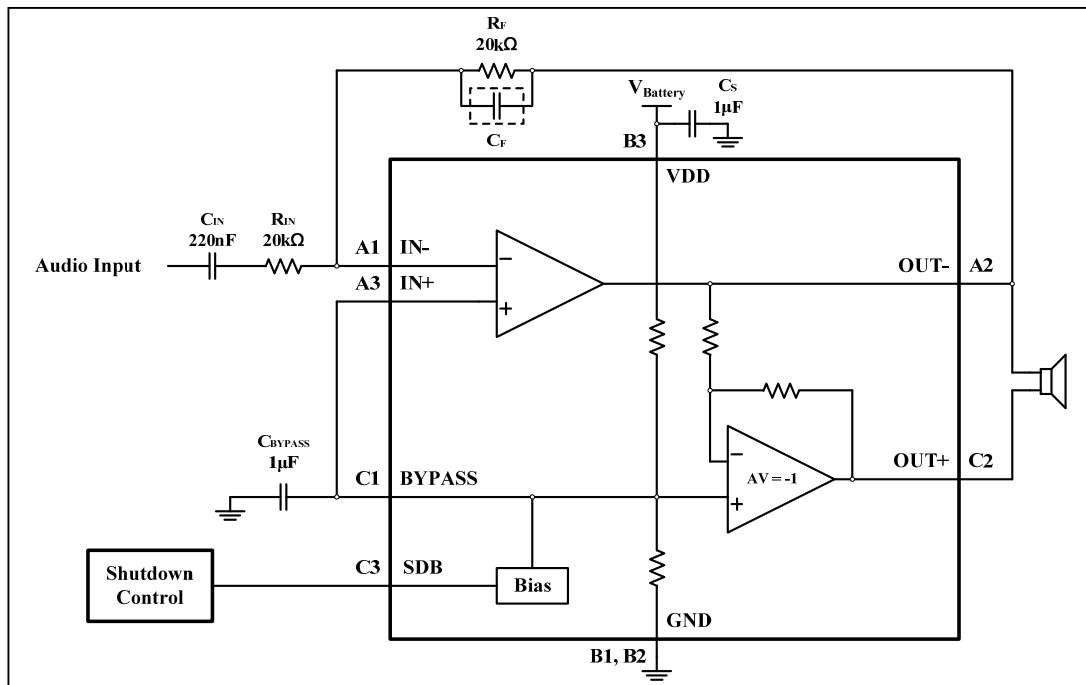 RF
20kΩ
CF
VBattery
CS
1μF
B3
VDD
CIN
220nF
RIN
20kΩ
Audio Input
A1
IN-
A3
IN+
−
+
OUT-
A2
CBYPASS
1μF
C1
BYPASS
−
+
AV = -1
OUT+
C2
Shutdown
Control
C3
SDB
Bias
GND
B1, B2